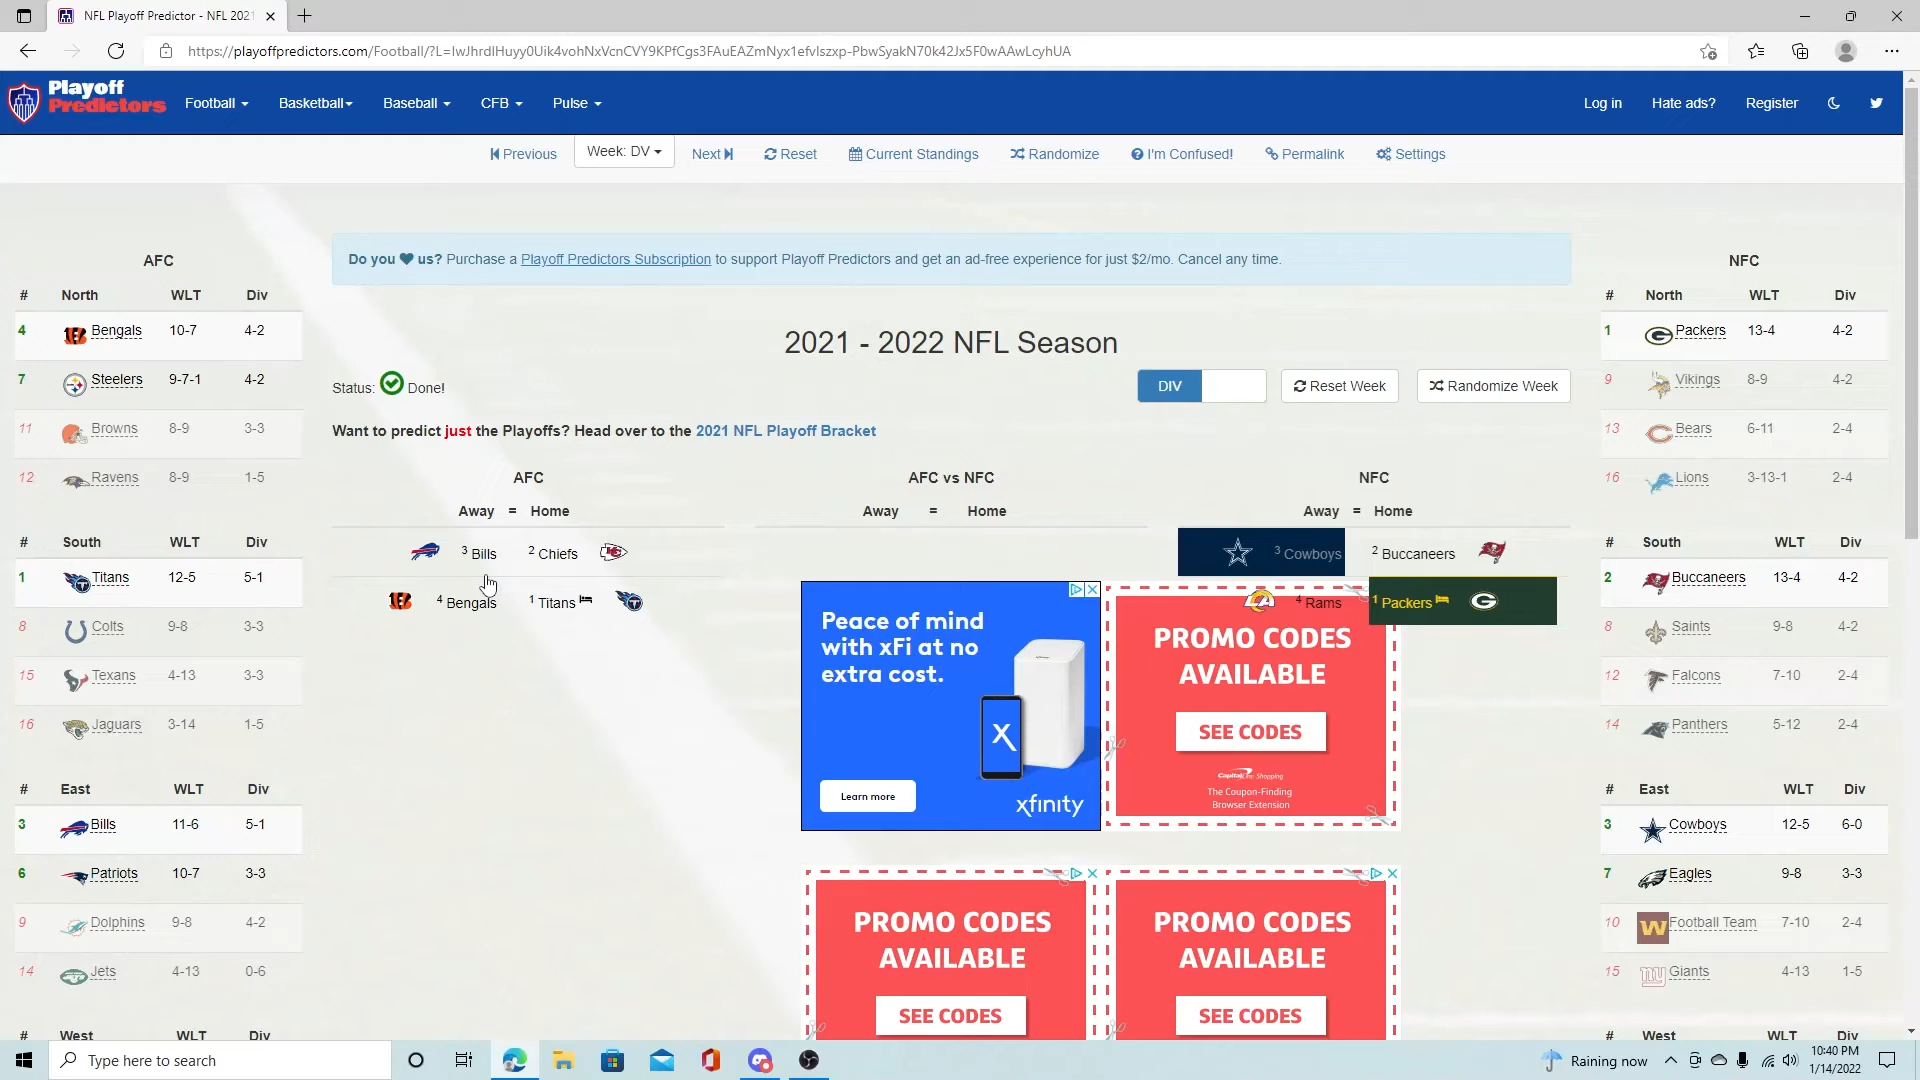 NFL Playoff Predictor - NFL 2021
https://playoffpredictors.com/Football/?L=IwJhrdIHuyy0Uik4vohNxVcnCVY9KPfCgs3FAuEAZmNyx1efvlszxp-PbwSyakN70k42Jx5F0wAAwLcyhUA
Playoff Predictors
Football Basketball Baseball CFB Pulse Log in Hate ads? Register
Previous Week: DV Next Reset Current Standings Randomize I'm Confused! Permalink Settings
Do you us? Purchase a Playoff Predictors Subscription to support Playoff Predictors and get an ad-free experience for just $2/mo. Cancel any time.
2021 - 2022 NFL Season
Status: Done!
DIV Reset Week Randomize Week
Want to predict just the Playoffs? Head over to the 2021 NFL Playoff Bracket
AFC
# North WLT Div
4 Bengals 10-7 4-2
7 Steelers 9-7-1 4-2
11 Browns 8-9 3-3
12 Ravens 8-9 1-5
# South WLT Div
1 Titans 12-5 5-1
8 Colts 9-8 3-3
15 Texans 4-13 3-3
16 Jaguars 3-14 1-5
# East WLT Div
3 Bills 11-6 5-1
6 Patriots 10-7 3-3
9 Dolphins 9-8 4-2
14 Jets 4-13 0-6
# West WLT Div
AFC
Away = Home
3 Bills 2 Chiefs
4 Bengals 1 Titans
AFC vs NFC
Away = Home
NFC
Away = Home
3 Cowboys 2 Buccaneers
4 Rams 1 Packers
Peace of mind
with xFi at no
extra cost.
X
Learn more
xfinity
PROMO CODES
AVAILABLE
SEE CODES
Capital One Shopping
The Coupon-Finding
Browser Extension
PROMO CODES
AVAILABLE
SEE CODES
PROMO CODES
AVAILABLE
SEE CODES
NFC
# North WLT Div
1 Packers 13-4 4-2
9 Vikings 8-9 4-2
13 Bears 6-11 2-4
16 Lions 3-13-1 2-4
# South WLT Div
2 Buccaneers 13-4 4-2
8 Saints 9-8 4-2
12 Falcons 7-10 2-4
14 Panthers 5-12 2-4
# East WLT Div
3 Cowboys 12-5 6-0
7 Eagles 9-8 3-3
10 Football Team 7-10 2-4
15 Giants 4-13 1-5
# West WLT Div
Type here to search
Raining now
10:40 PM
1/14/2022